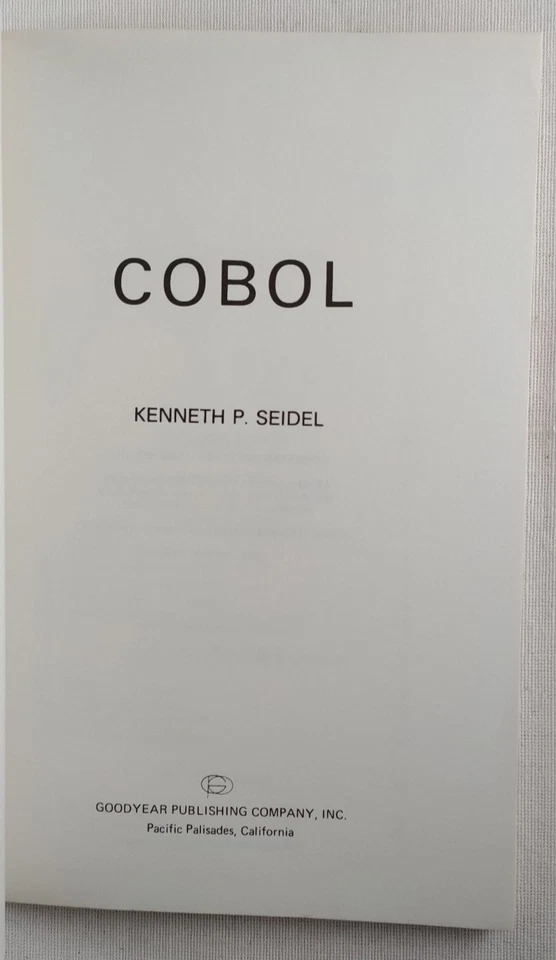 COBOL
KENNETH P. SEIDEL
GOODYEAR PUBLISHING COMPANY, INC.
Pacific Palisades, California